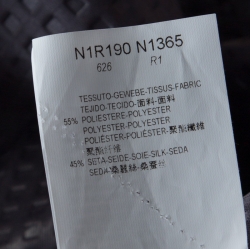 N1R190 N1365
626 R1
TESSUTO-GEWEBE-TISSUS-FABRIC
TEJIDO-TECIDO-面料-面料
55% POLIESTERE-POLYESTER
POLYESTER-POLYESTER
POLIÉSTER-POLIÉSTER-聚酯纖維
聚酯纤维
45% SETA-SEIDE-SOIE-SILK-SEDA
SEDA-桑蠶絲-桑蚕丝